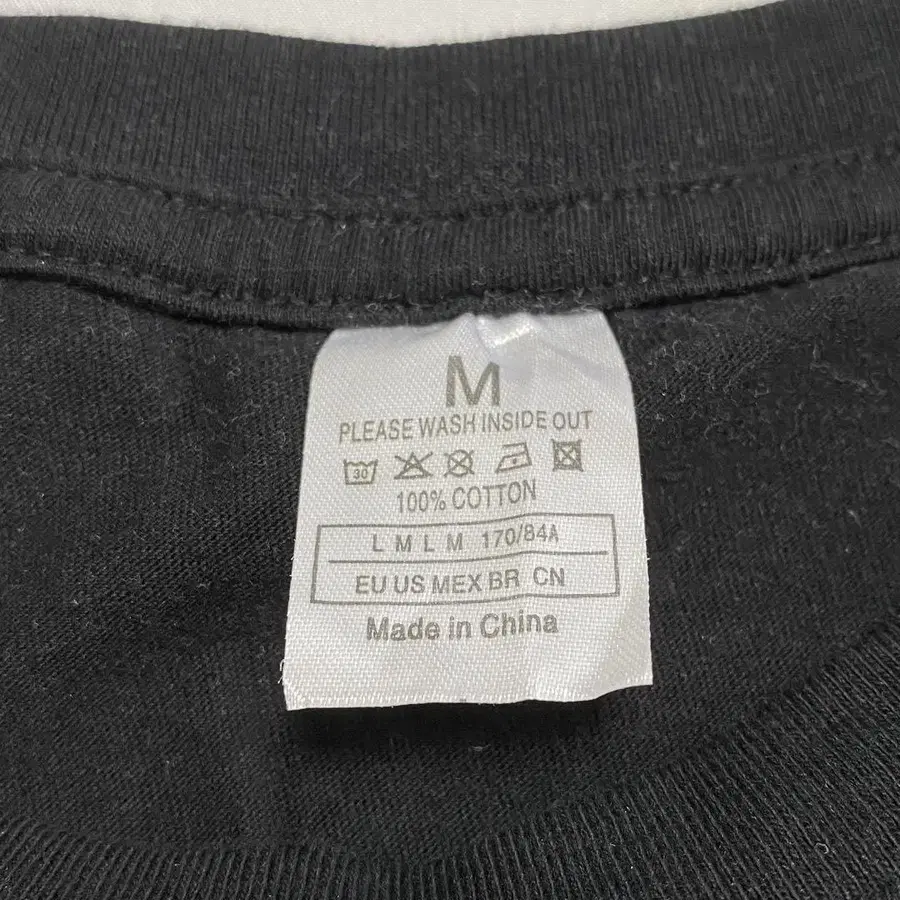 M
PLEASE WASH INSIDE OUT
30
100% COTTON
L M L M 170/84A
EU US MEX BR CN
Made in China